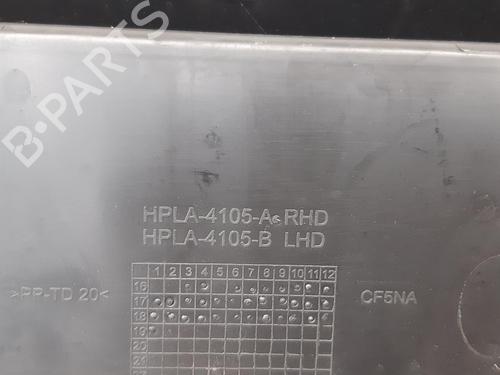 B-PARTS
HPLA-4105-A RHD
HPLA-4105-B LHD
1 2 3 4 5 6 7 8 9 10 11 12
16
>PP-TD 20<
17
CF5NA
18
19
20
21